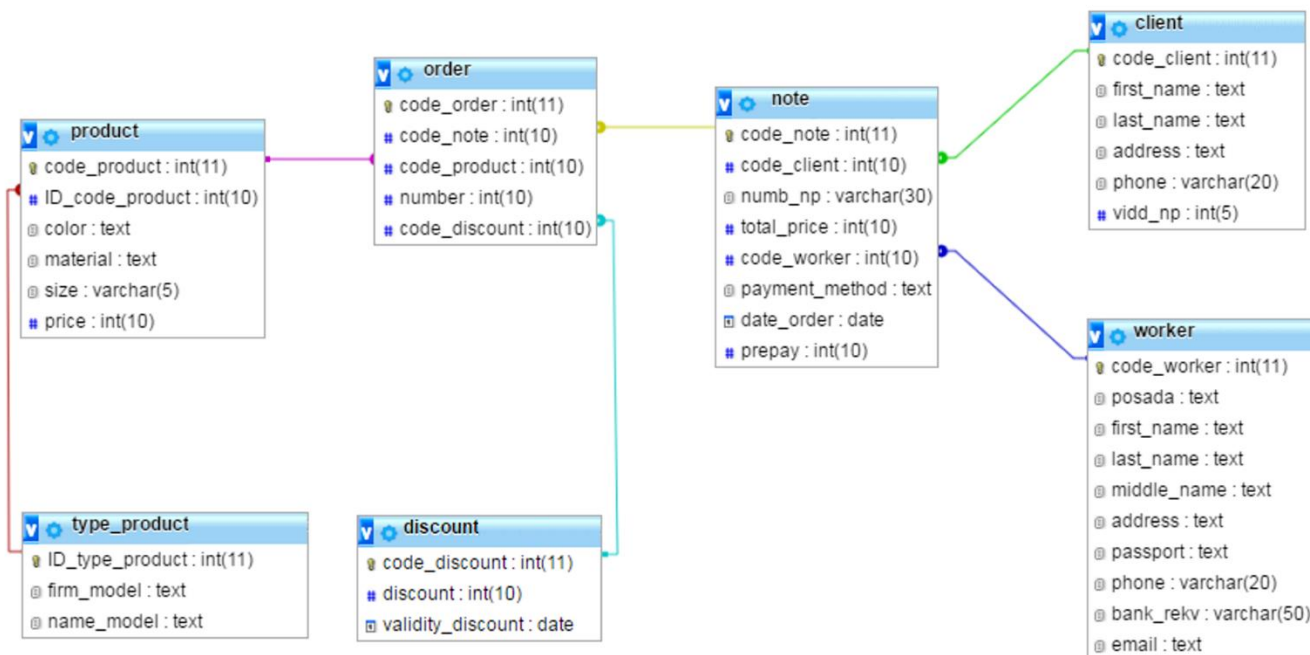 product
code_product : int(11)
ID_code_product : int(10)
color : text
material : text
size : varchar(5)
price : int(10)
order
code_order : int(11)
code_note : int(10)
code_product : int(10)
number : int(10)
code_discount : int(10)
note
code_note : int(11)
code_client : int(10)
numb_np : varchar(30)
total_price : int(10)
code_worker : int(10)
payment_method : text
date_order : date
prepay : int(10)
client
code_client : int(11)
first_name : text
last_name : text
address : text
phone : varchar(20)
vidd_np : int(5)
type_product
ID_type_product : int(11)
firm_model : text
name_model : text
discount
code_discount : int(11)
discount : int(10)
validity_discount : date
worker
code_worker : int(11)
posada : text
first_name : text
last_name : text
middle_name : text
address : text
passport : text
phone : varchar(20)
bank_rekv : varchar(50)
email : text